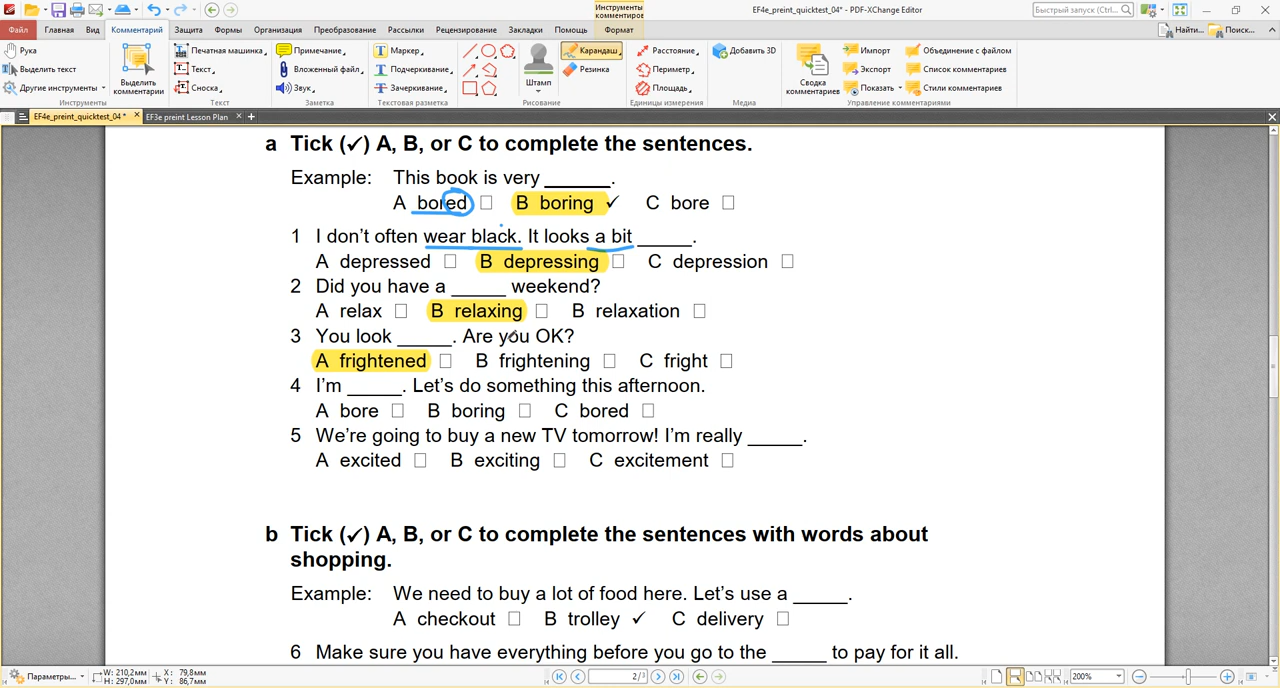 Инструменты комментиров
EF4e_preint_quicktest_04* - PDF-XChange Editor
Быстрый запуск (Ctrl...
Файл Главная Вид Комментарий Защита Формы Организация Преобразование Рассылки Рецензирование Закладки Помощь Формат Найти... Поиск...
Рука
Выделить текст
Другие инструменты
Инструменты
Выделить комментарии
Печатная машинка
Текст
Сноска
Текст
Примечание
Вложенный файл
Звук
Заметка
Маркер
Подчеркивание
Зачеркивание
Текстовая разметка
Штамп
Карандаш
Резинка
Рисование
Расстояние
Периметр
Площадь
Единицы измерения
Добавить 3D
Медиа
Сводка комментариев
Импорт
Экспорт
Показать
Объединение с файлом
Список комментариев
Стили комментариев
Управление комментариями
EF4e_preint_quicktest_04 * EF3e preint Lesson Plan
a Tick (✓) A, B, or C to complete the sentences.
Example: This book is very _____.
A bored □ B boring ✓ C bore □
1 I don't often wear black. It looks a bit _____.
A depressed □ B depressing □ C depression □
2 Did you have a _____ weekend?
A relax □ B relaxing □ B relaxation □
3 You look _____. Are you OK?
A frightened □ B frightening □ C fright □
4 I'm _____. Let's do something this afternoon.
A bore □ B boring □ C bored □
5 We're going to buy a new TV tomorrow! I'm really _____.
A excited □ B exciting □ C excitement □
b Tick (✓) A, B, or C to complete the sentences with words about
shopping.
Example: We need to buy a lot of food here. Let's use a _____.
A checkout □ B trolley ✓ C delivery □
6 Make sure you have everything before you go to the _____ to pay for it all.
Параметры... W: 210,2мм X: 79,8мм 2/3 200%
H: 297,0мм Y: 86,7мм